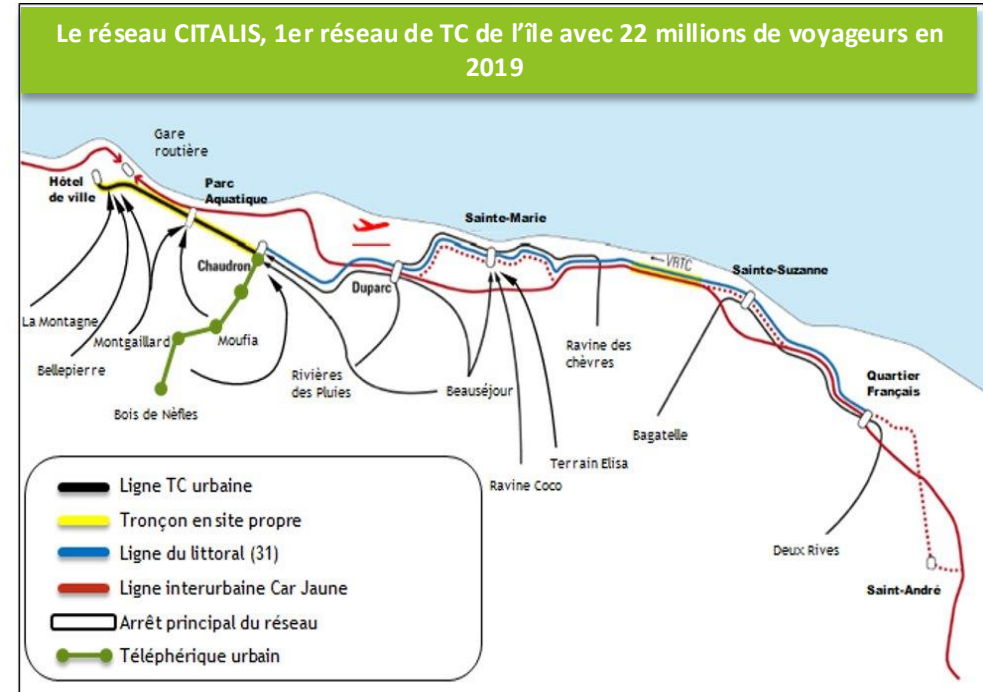 Le réseau CITALIS, 1er réseau de TC de l’île avec 22 millions de voyageurs en
2019
Gare
routière
Hôtel
de ville
Parc
Aquatique
Sainte-Marie
←VRTC
Sainte-Suzanne
Chaudron
Duparc
La Montagne
Montgaillard
Moufia
Bellepierre
Bois de Nèfles
Rivières
des Pluies
Beauséjour
Ravine des
chèvres
Terrain Elisa
Ravine Coco
Bagatelle
Quartier
Français
Deux Rives
Saint-André
Ligne TC urbaine
Tronçon en site propre
Ligne du littoral (31)
Ligne interurbaine Car Jaune
Arrêt principal du réseau
Téléphérique urbain